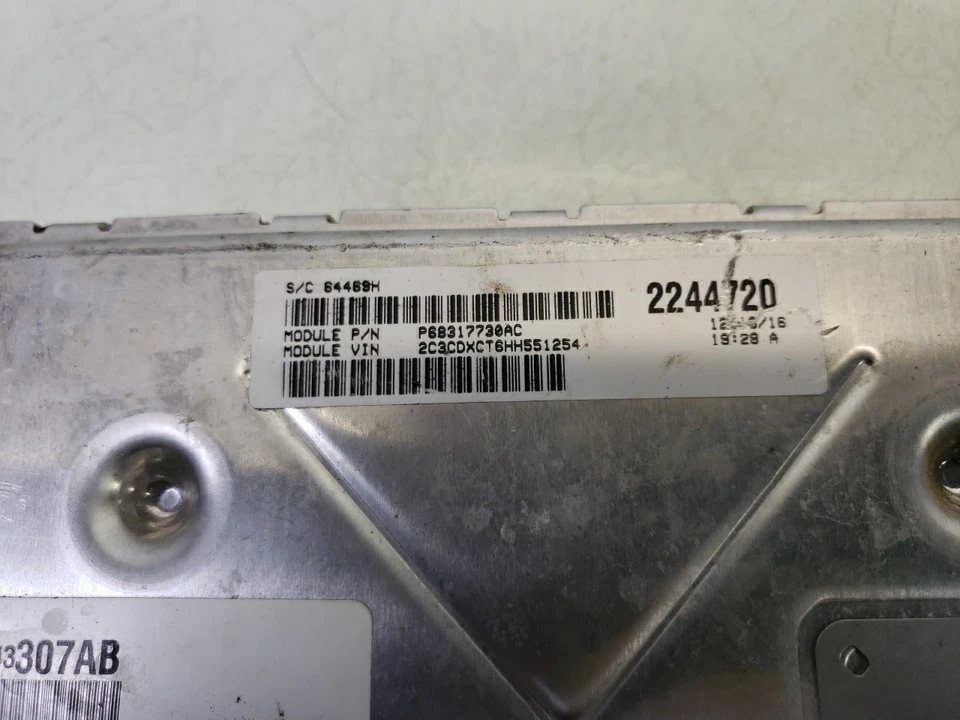 S/C 64469H
2244720
MODULE P/N P68317730AC
MODULE VIN 2C3CDXCT6HH551254
19:28 A
307AB